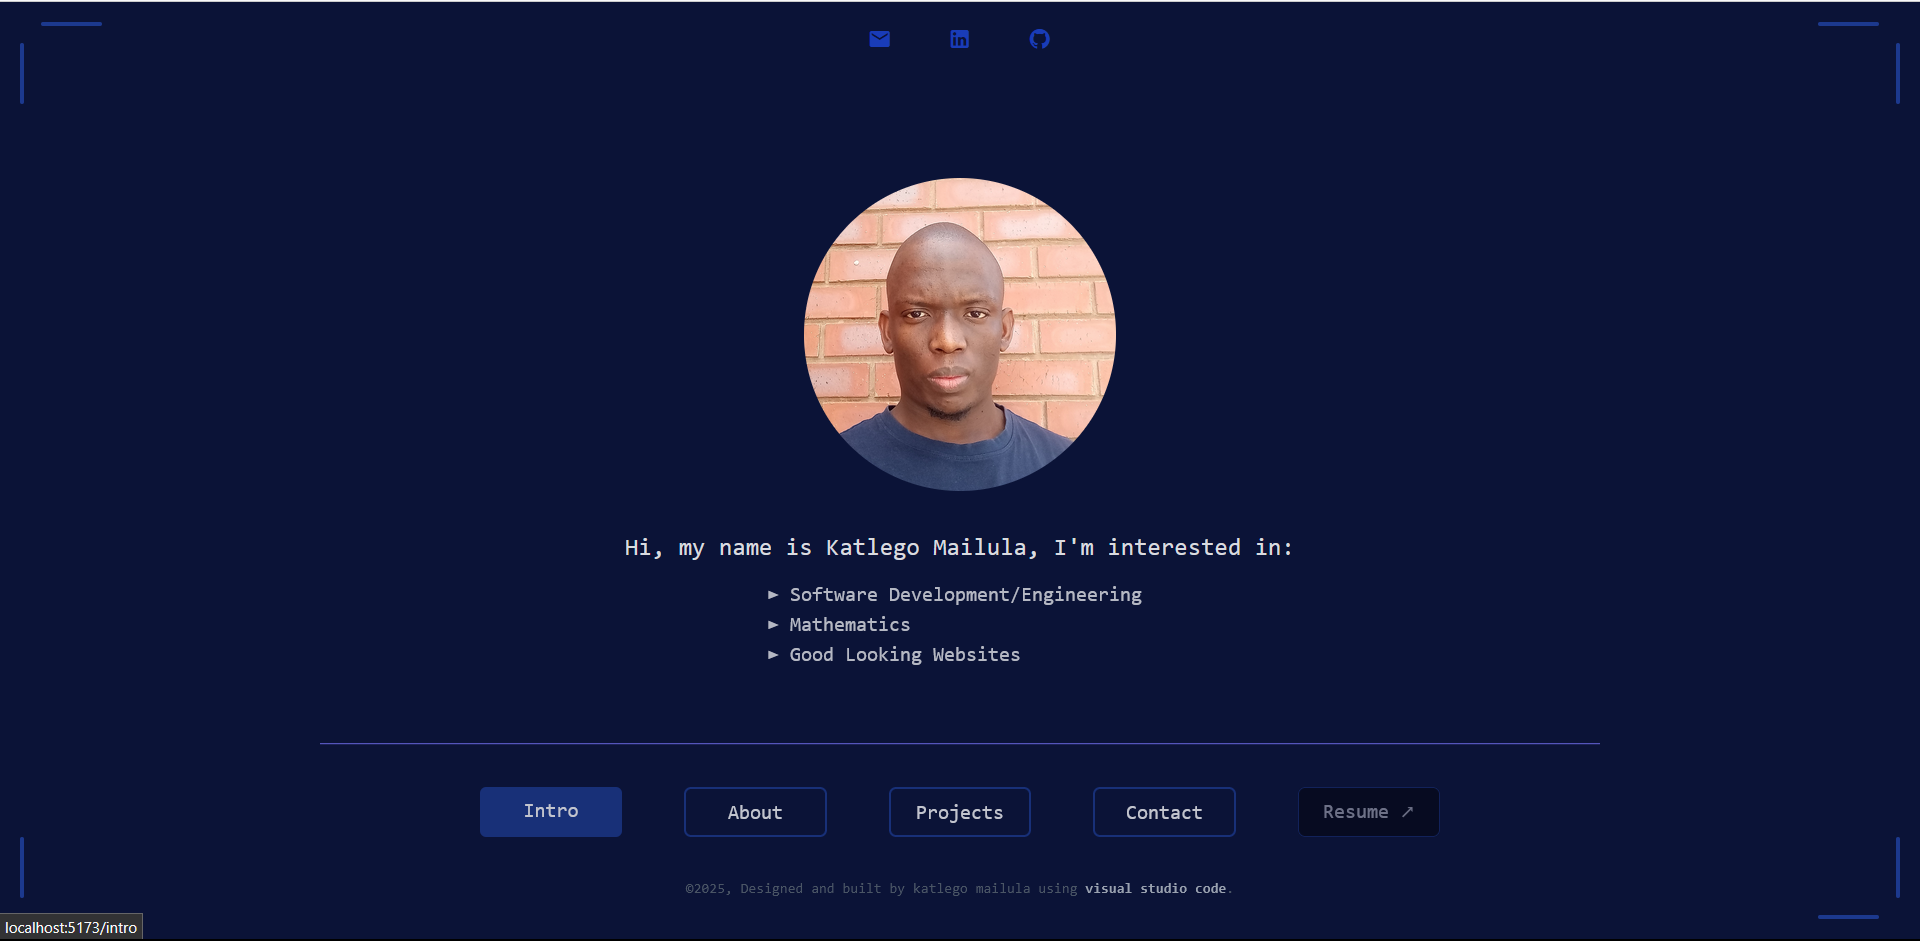 Hi, my name is Katlego Mailula, I'm interested in:
► Software Development/Engineering
► Mathematics
► Good Looking Websites
Intro
About
Projects
Contact
Resume ↗
©2025, Designed and built by katlego mailula using visual studio code.
localhost:5173/intro